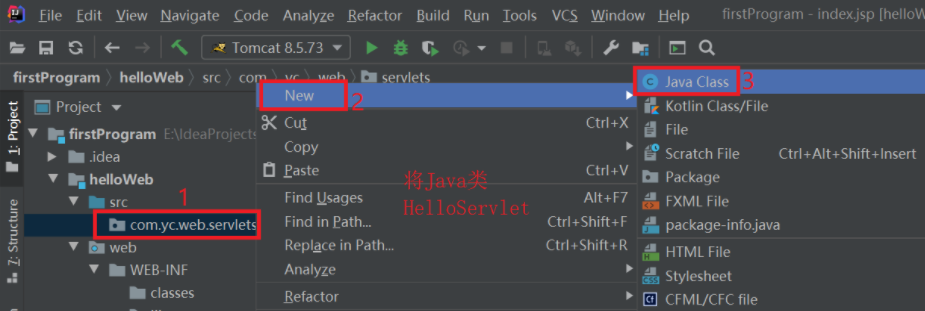 File Edit View Navigate Code Analyze Refactor Build Run Tools VCS Window Help firstProgram - index.jsp [helloW
Tomcat 8.5.73
firstProgram helloWeb src com yc web servlets
1: Project
Project
firstProgram E:\IdeaProjects
.idea
helloWeb
1
src
com.yc.web.servlets
web
WEB-INF
classes
7: Structure
New 2
Cut Ctrl+X
Copy
Paste Ctrl+V
Find Usages Alt+F7
Find in Path... Ctrl+Shift+F
Replace in Path... Ctrl+Shift+R
Analyze
Refactor
将Java类
HelloServlet
Java Class 3
Kotlin Class/File
File
Scratch File Ctrl+Alt+Shift+Insert
Package
FXML File
package-info.java
HTML File
Stylesheet
CFML/CFC file